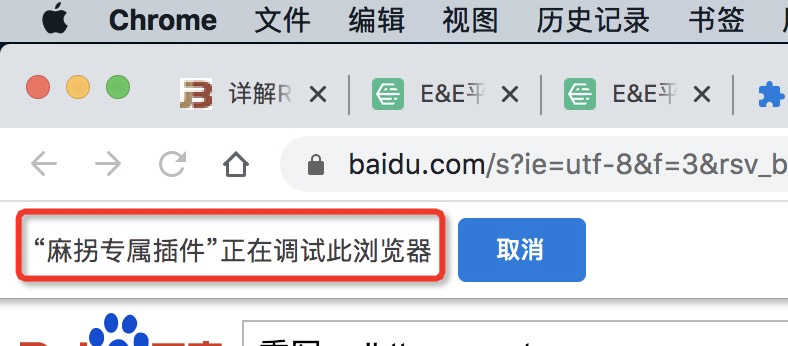 Chrome 文件 编辑 视图 历史记录 书签
详解R E&E平 E&E平
baidu.com/s?ie=utf-8&f=3&rsv_b
“麻拐专属插件”正在调试此浏览器 取消